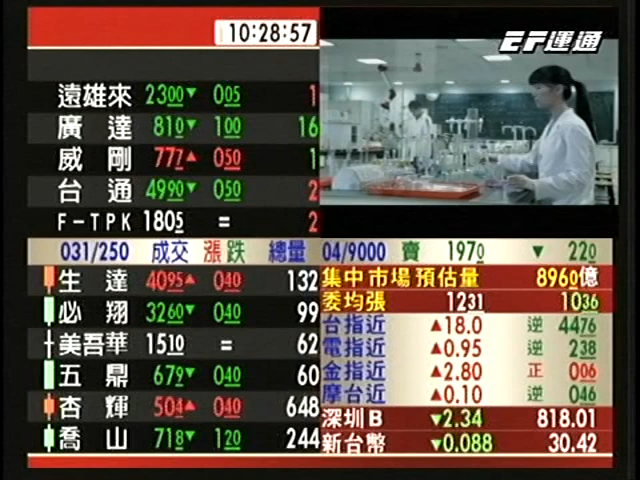 10:28:57
EF運通
遠雄來 2300▼ 005 1
廣達 810▼ 100 16
威剛 777▲ 050 1
台通 4990▼ 050 2
F-TPK 1805 = 2
031/250 成交 漲跌 總量
生達 4095▲ 040 132
必翔 3260▼ 040 99
美吾華 1510 = 62
五鼎 679▼ 040 60
杏輝 504▲ 040 648
喬山 718▼ 120 244
04/9000 賣 1970 ▼ 220
集中市場預估量 8960億
委均張 1231 1036
台指近 ▲18.0 逆 4476
電指近 ▲0.95 逆 238
金指近 ▲2.80 正 006
摩台近 ▲0.10 逆 046
深圳B ▼2.34 818.01
新台幣 ▼0.088 30.42